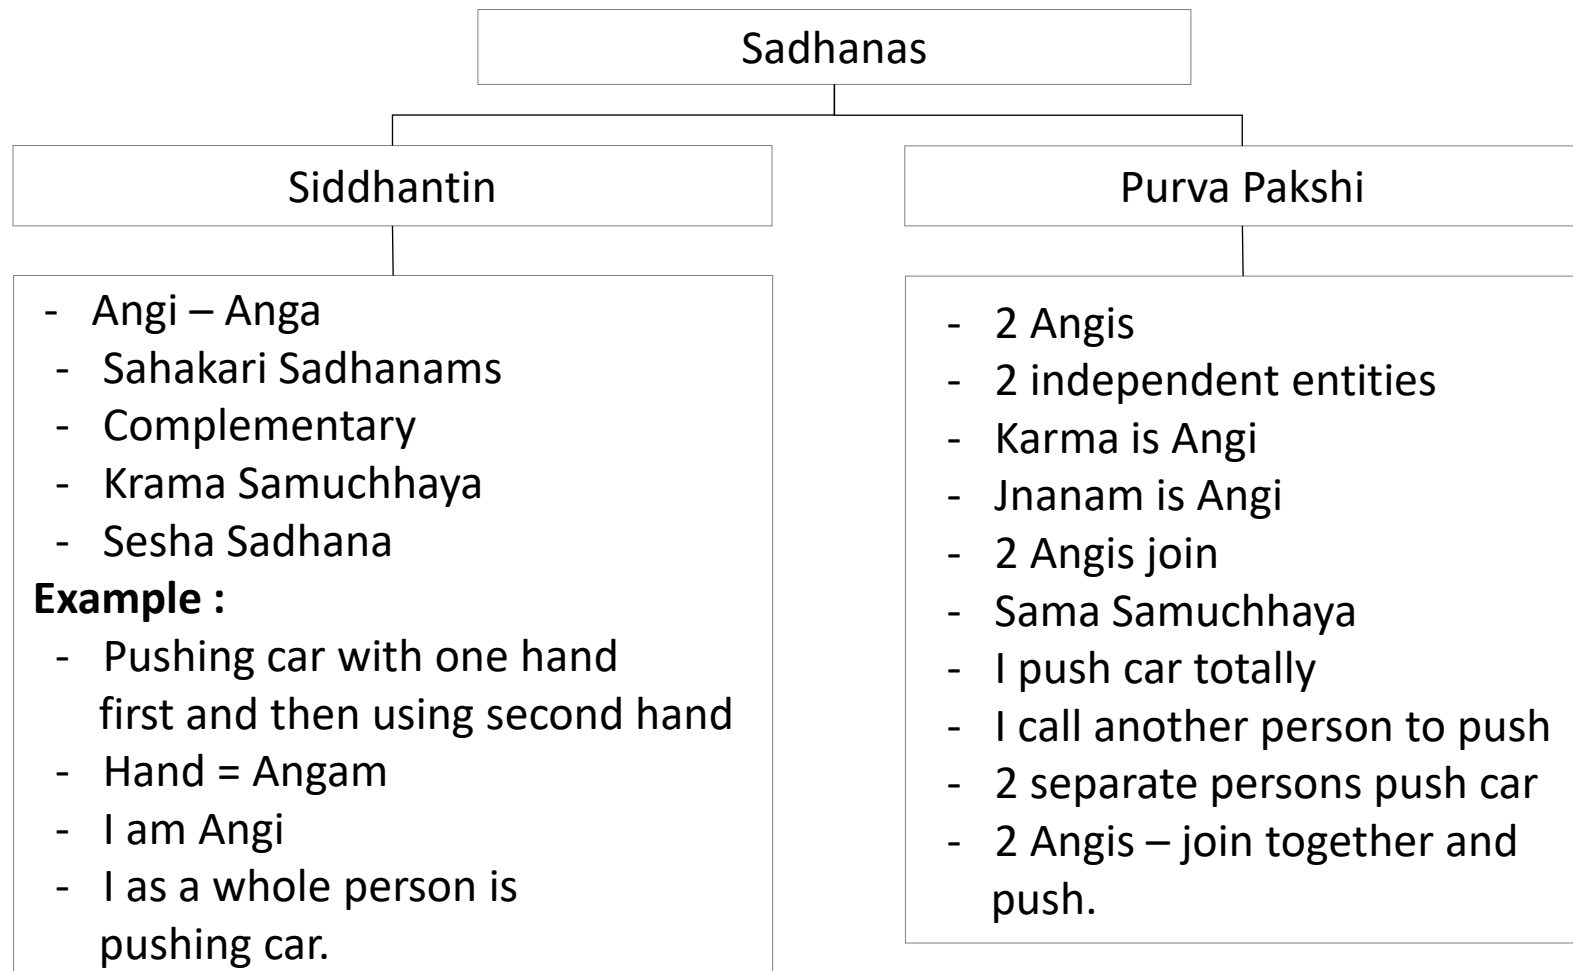 Sadhanas
Siddhantin
- Angi – Anga
- Sahakari Sadhanams
- Complementary
- Krama Samuchhaya
- Sesha Sadhana
Example :
- Pushing car with one hand
first and then using second hand
- Hand = Angam
- I am Angi
- I as a whole person is
pushing car.
Purva Pakshi
- 2 Angis
- 2 independent entities
- Karma is Angi
- Jnanam is Angi
- 2 Angis join
- Sama Samuchhaya
- I push car totally
- I call another person to push
- 2 separate persons push car
- 2 Angis – join together and
push.